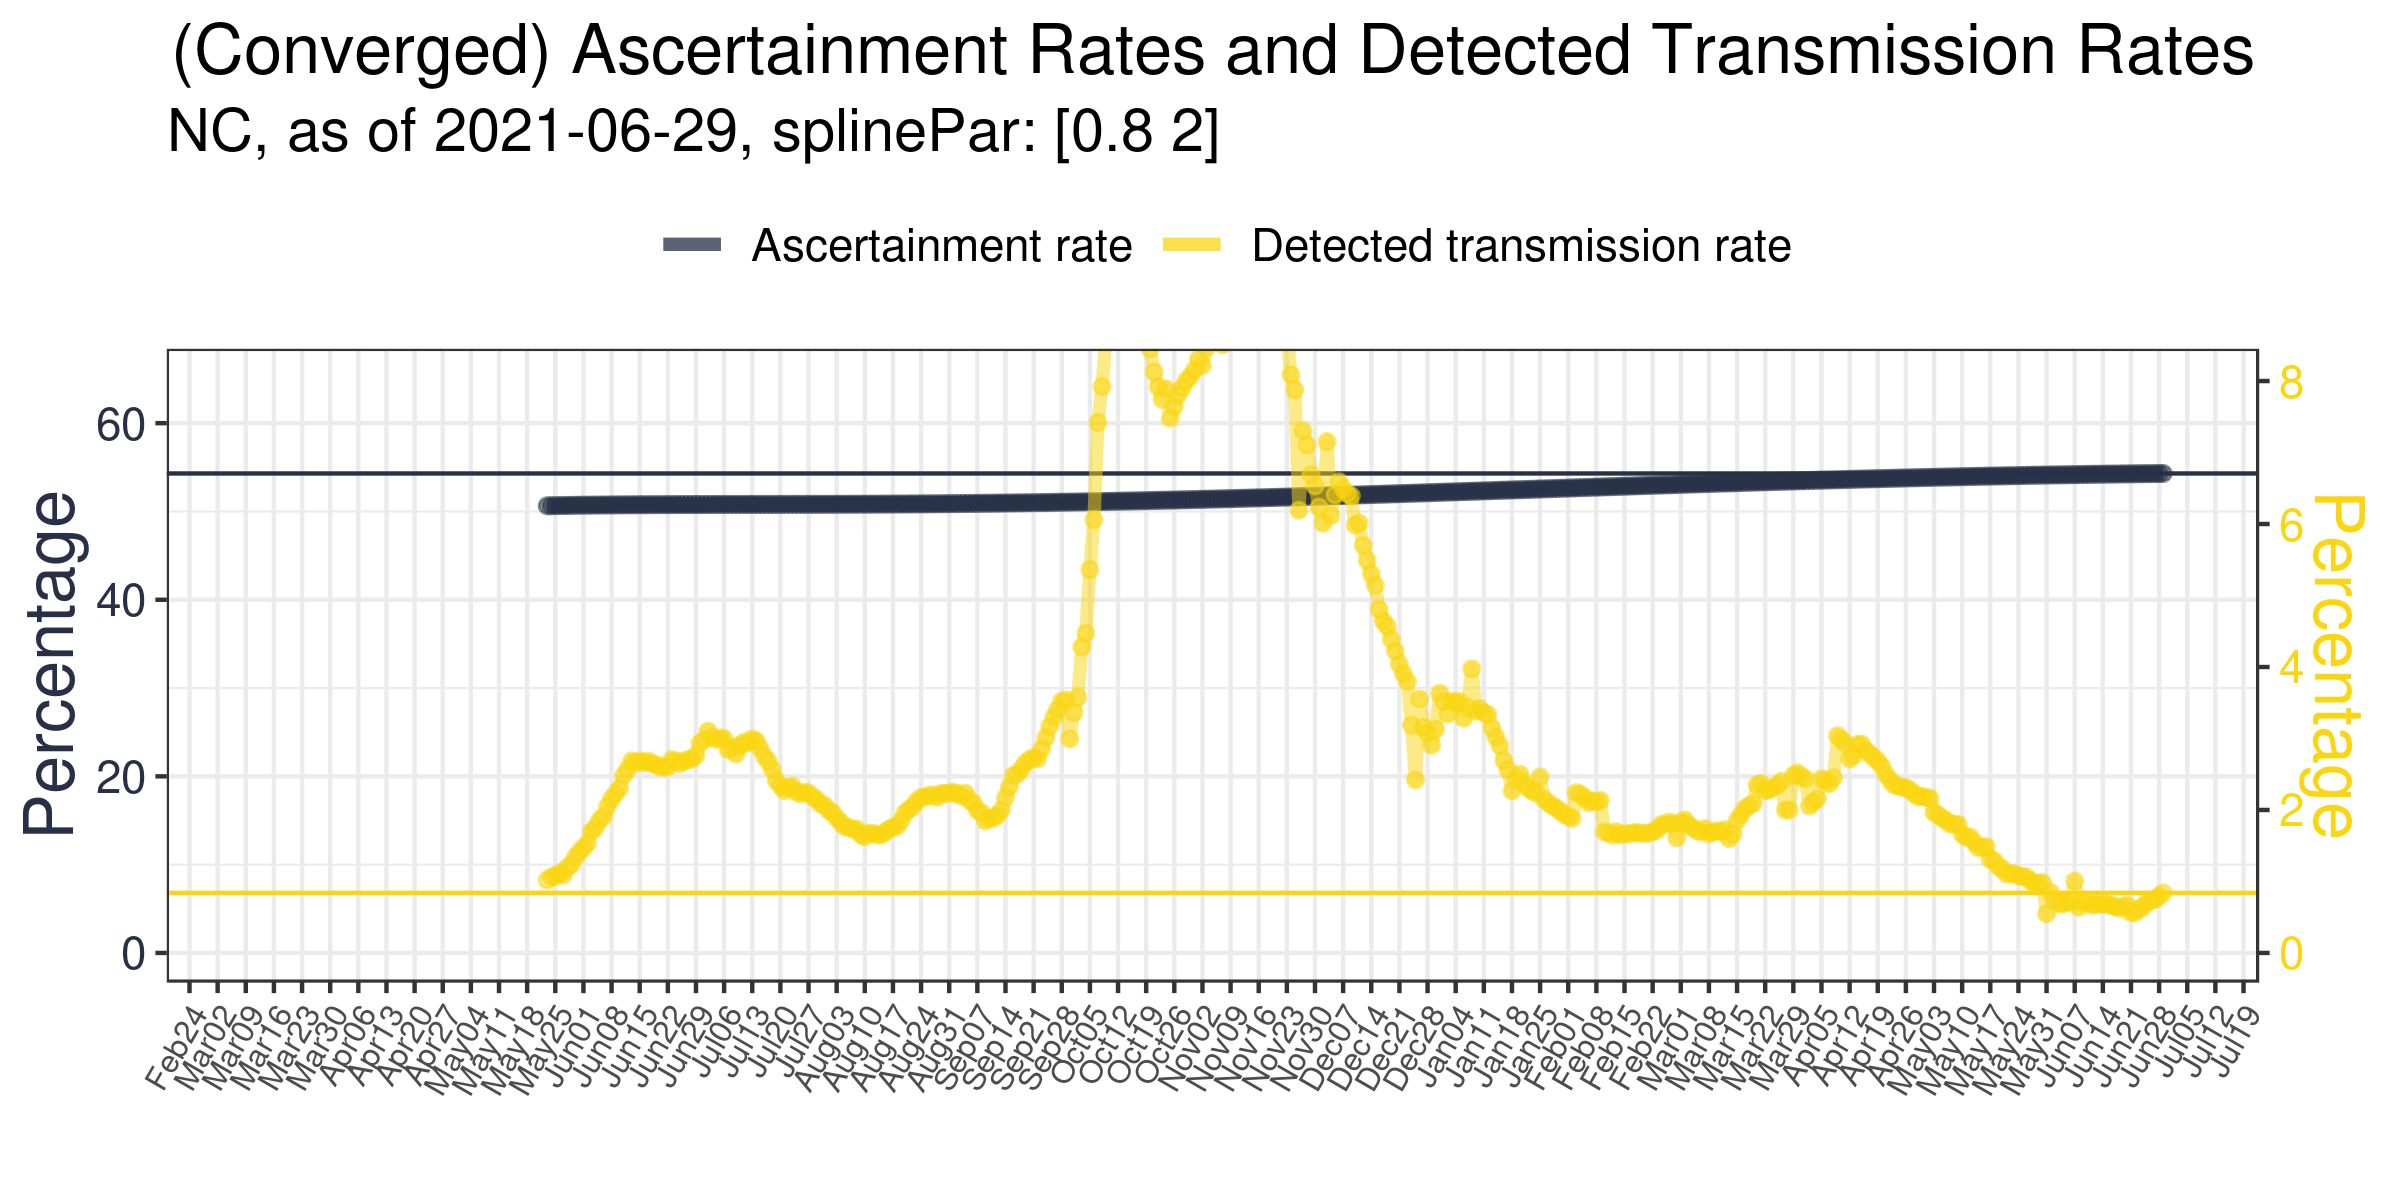 (Converged) Ascertainment Rates and Detected Transmission Rates
NC, as of 2021-06-29, splinePar: [0.8 2]
Ascertainment rate
Detected transmission rate
Percentage
60
40
20
0
8
6
4
2
0
Percentage
Feb24
Mar02
Mar09
Mar16
Mar23
Mar30
Apr06
Apr13
Apr20
Apr27
May04
May11
May18
May25
Jun01
Jun08
Jun15
Jun22
Jun29
Jul06
Jul13
Jul20
Jul27
Aug03
Aug10
Aug17
Aug24
Aug31
Sep07
Sep14
Sep21
Sep28
Oct05
Oct12
Oct19
Oct26
Nov02
Nov09
Nov16
Nov23
Nov30
Dec07
Dec14
Dec21
Dec28
Jan04
Jan11
Jan18
Jan25
Feb01
Feb08
Feb15
Feb22
Mar01
Mar08
Mar15
Mar22
Mar29
Apr05
Apr12
Apr19
Apr26
May03
May10
May17
May24
May31
Jun07
Jun14
Jun21
Jun28
Jul05
Jul12
Jul19